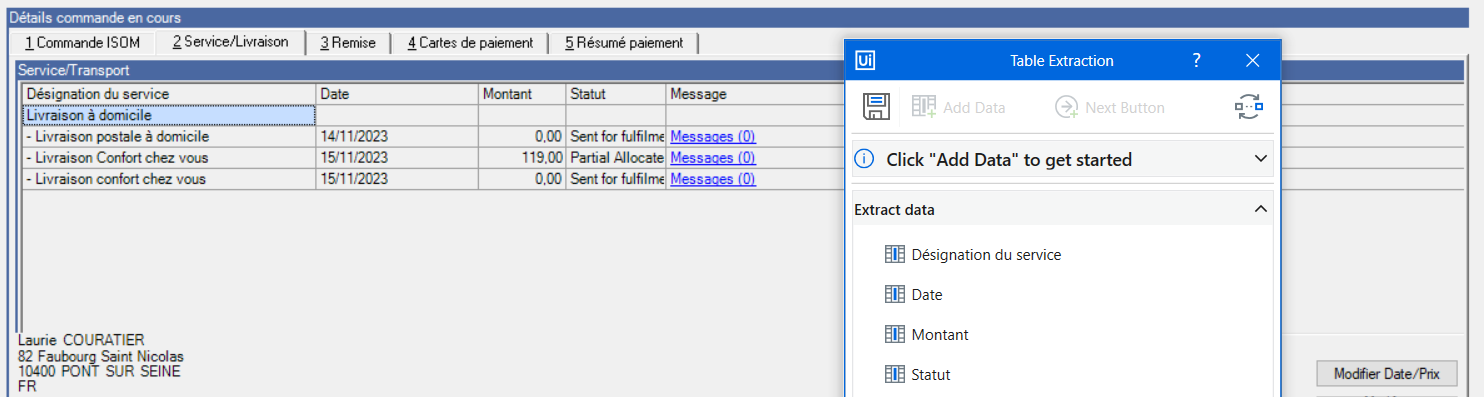 Détails commande en cours
1 Commande ISOM 2 Service/Livraison 3 Remise 4 Cartes de paiement 5 Résumé paiement
Service/Transport
Désignation du service Date Montant Statut Message
Livraison à domicile
- Livraison postale à domicile 14/11/2023 0,00 Sent for fulfilme Messages (0)
- Livraison Confort chez vous 15/11/2023 119,00 Partial Allocate Messages (0)
- Livraison confort chez vous 15/11/2023 0,00 Sent for fulfilme Messages (0)
Laurie COURATIER
82 Faubourg Saint Nicolas
10400 PONT SUR SEINE
FR
Ui Table Extraction ?
Add Data Next Button
Click "Add Data" to get started
Extract data
Désignation du service
Date
Montant
Statut
Modifier Date/Prix